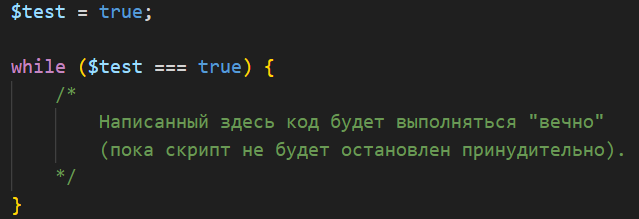 $test = true;
while ($test === true) {
/*
Написанный здесь код будет выполняться "вечно"
(пока скрипт не будет остановлен принудительно).
*/
}